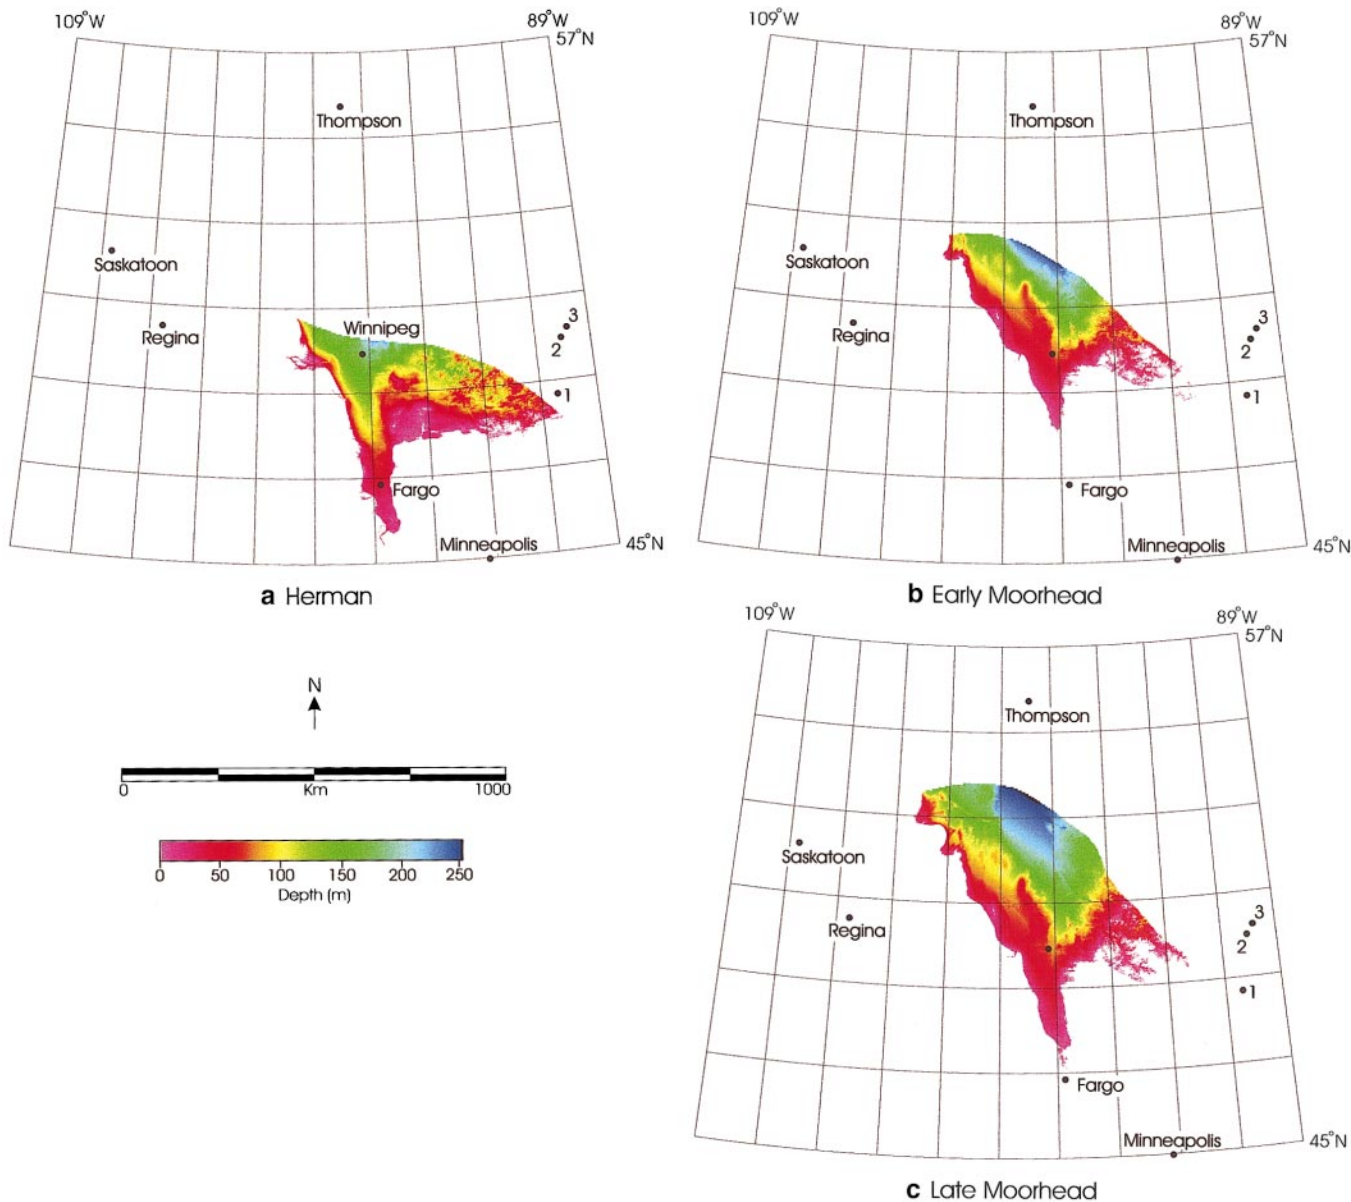 109°W
89°W
57°N
Thompson
Saskatoon
Regina
Winnipeg
3
2
1
Fargo
Minneapolis
45°N
a Herman
109°W
89°W
57°N
Thompson
Saskatoon
Regina
3
2
1
Fargo
Minneapolis
45°N
b Early Moorhead
N
0 Km 1000
0 50 100 150 200 250
Depth (m)
109°W
89°W
57°N
Thompson
Saskatoon
Regina
3
2
1
Fargo
Minneapolis
45°N
c Late Moorhead